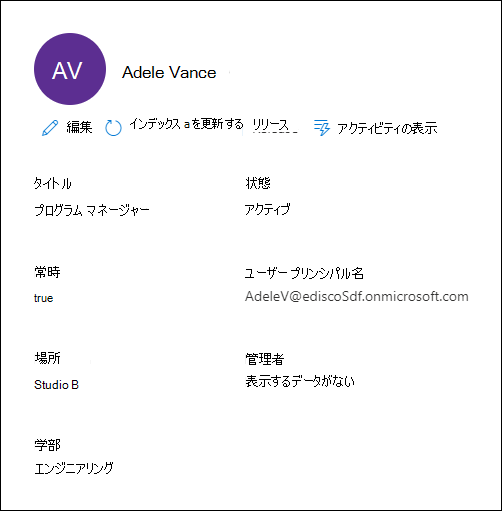 AV
Adele Vance
編集 インデックス aを更新する リリース アクティビティの表示
タイトル 状態
プログラム マネージャー アクティブ
常時 ユーザー プリンシパル名
true AdeleV@ediscoSdf.onmicrosoft.com
場所 管理者
Studio B 表示するデータがない
学部
エンジニアリング